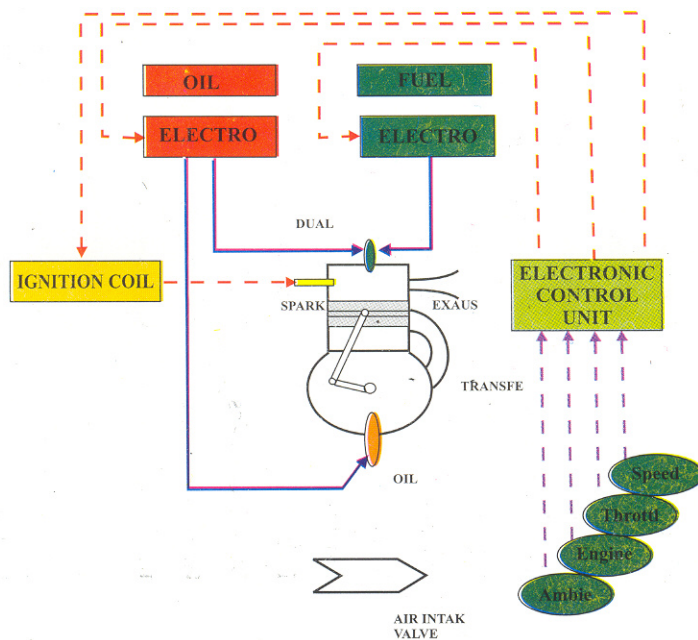 OIL
FUEL
ELECTRO
ELECTRO
DUAL
IGNITION COIL
SPARK
EXAUS
ELECTRONIC
CONTROL
UNIT
TRANSFE
OIL
Speed
Throttl
Engine
Ambie
AIR INTAK
VALVE